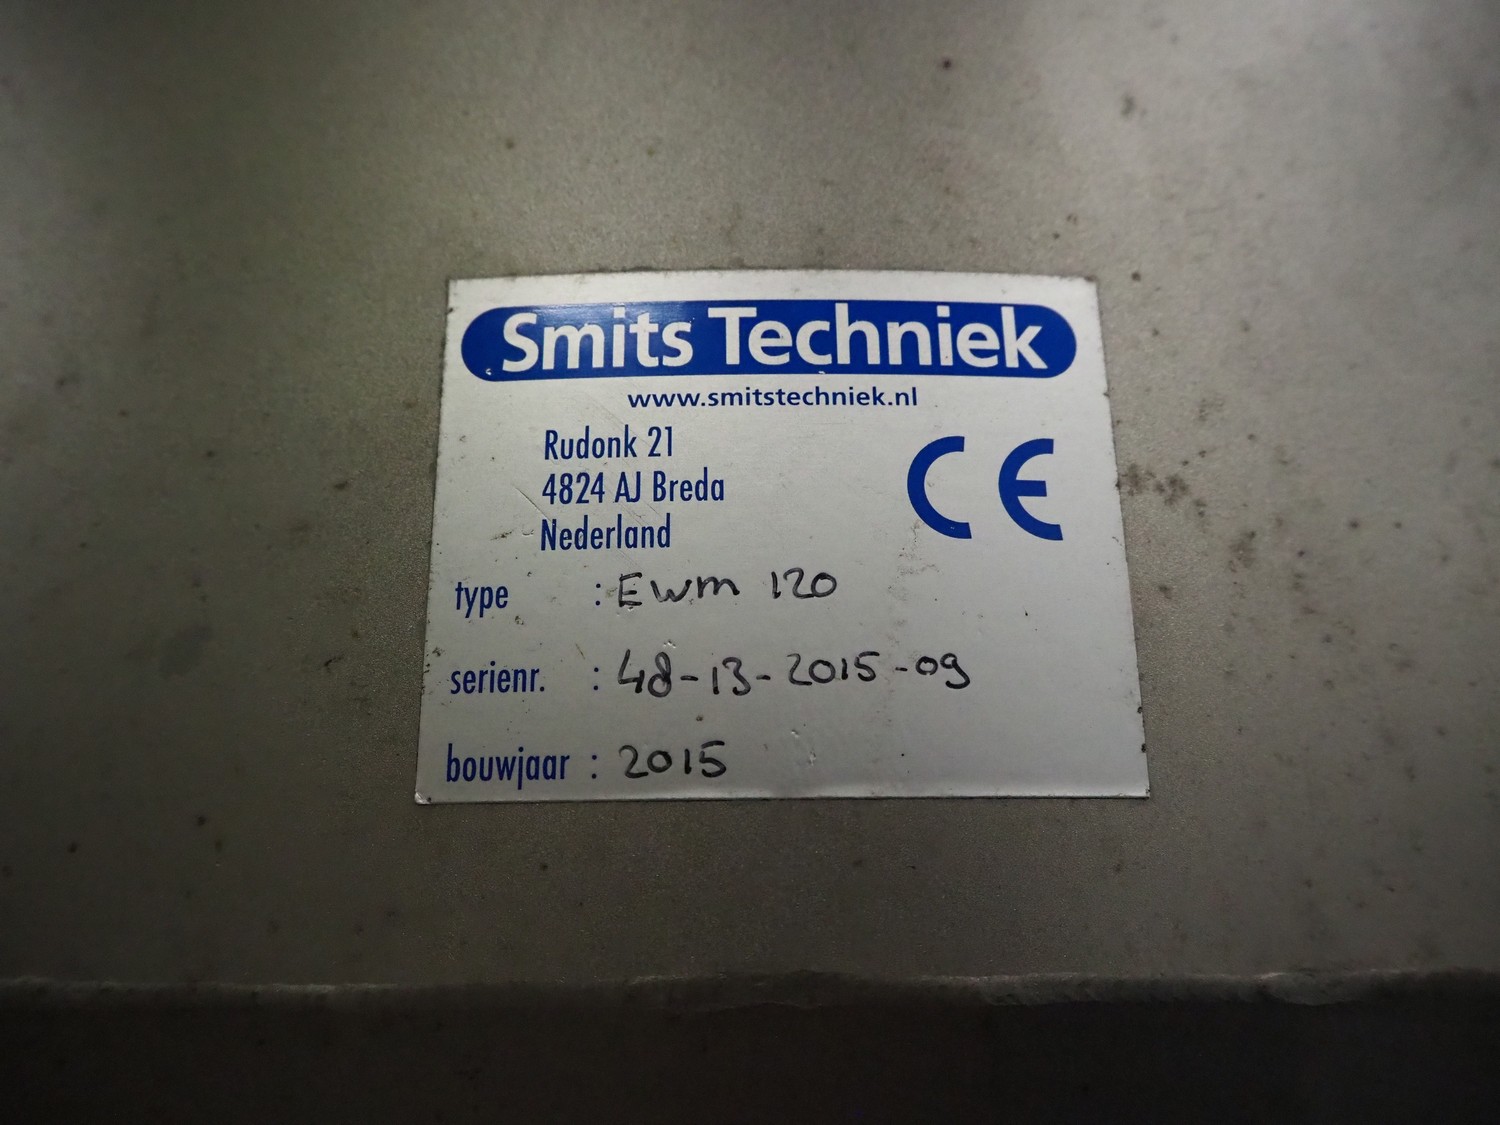 Smits Techniek
www.smitstechniek.nl
Rudonk 21
4824 AJ Breda
Nederland
CE
type : EWM 120
serienr. : 48-13-2015-09
bouwjaar : 2015